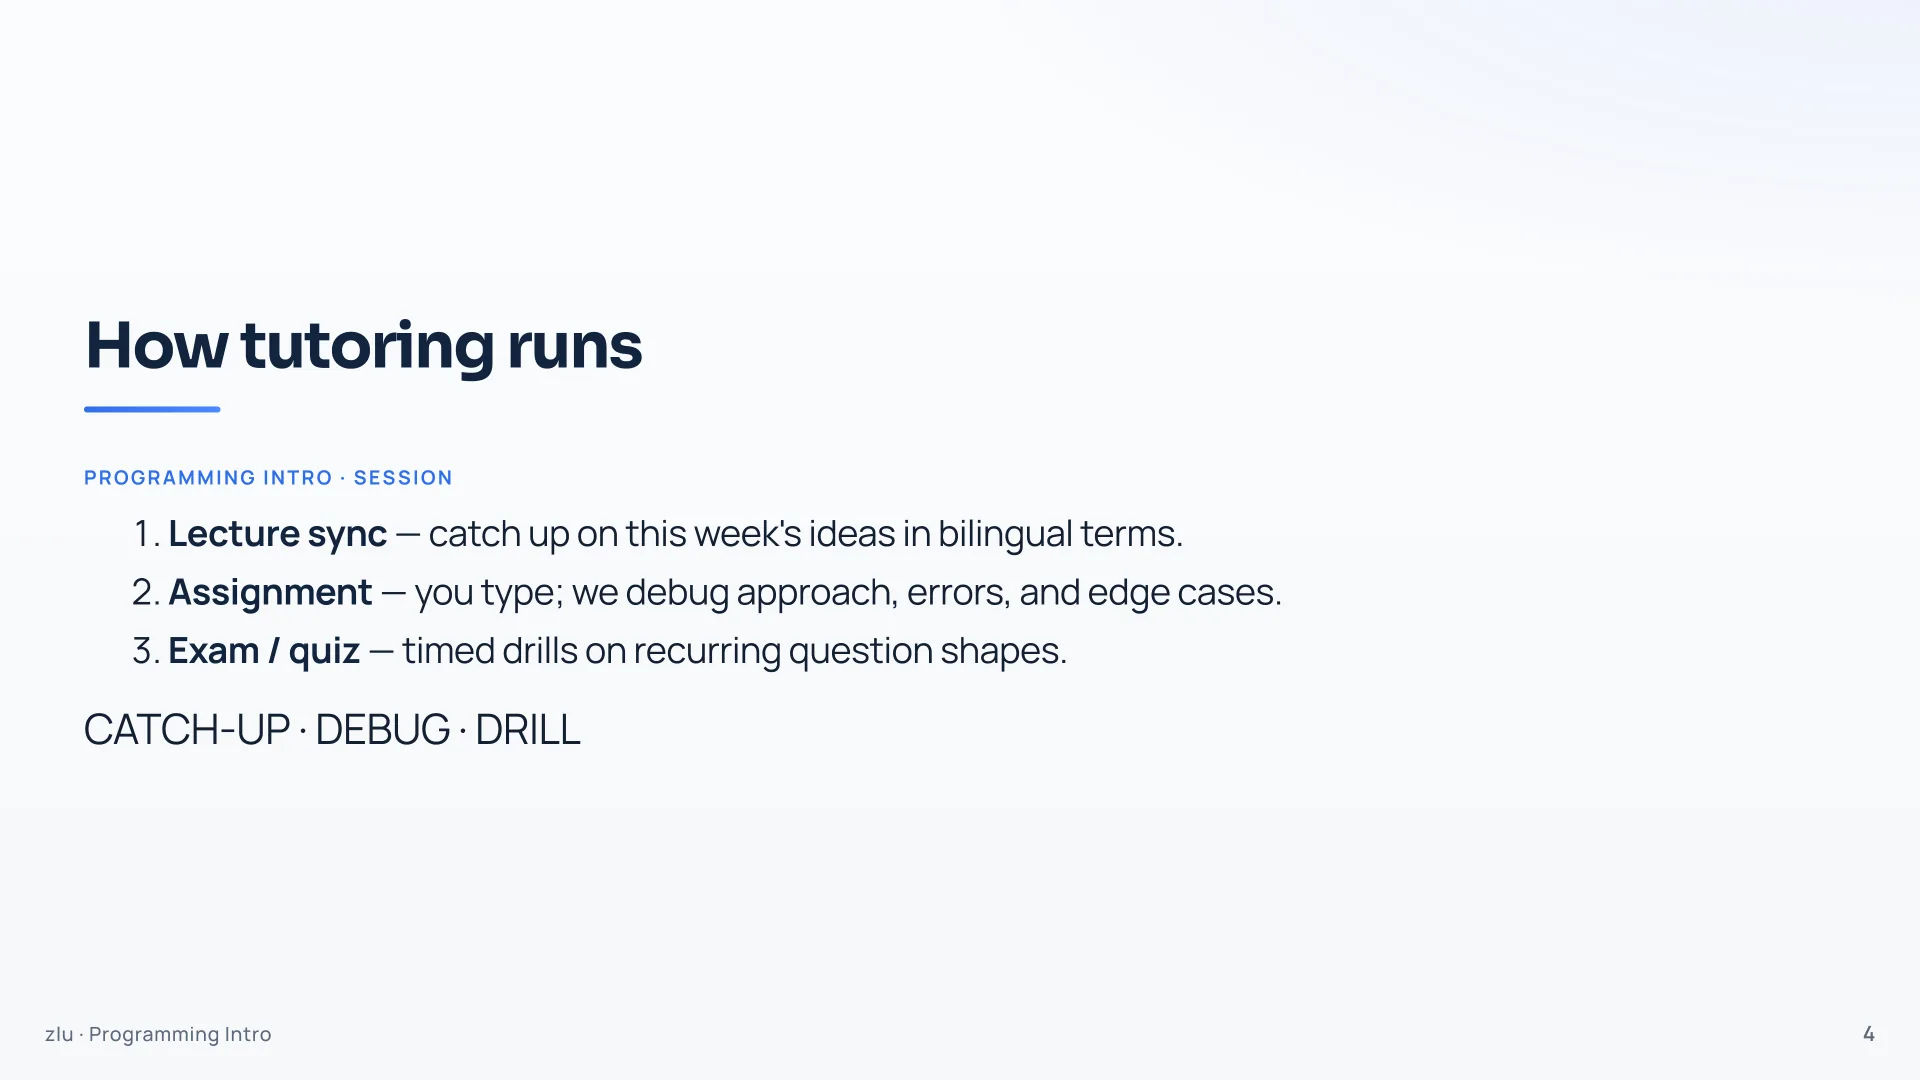 How tutoring runs
PROGRAMMING INTRO · SESSION
1. Lecture sync — catch up on this week's ideas in bilingual terms.
2. Assignment — you type; we debug approach, errors, and edge cases.
3. Exam / quiz — timed drills on recurring question shapes.
CATCH-UP · DEBUG · DRILL
zlu · Programming Intro
4